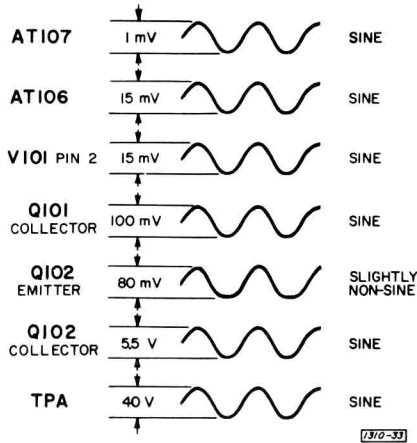 AT107 1 mV SINE
AT106 15 mV SINE
V101 PIN 2 15 mV SINE
Q101
COLLECTOR 100 mV SINE
Q102
EMITTER 80 mV SLIGHTLY
NON-SINE
Q102
COLLECTOR 5.5 V SINE
TPA 40 V SINE
1310-33